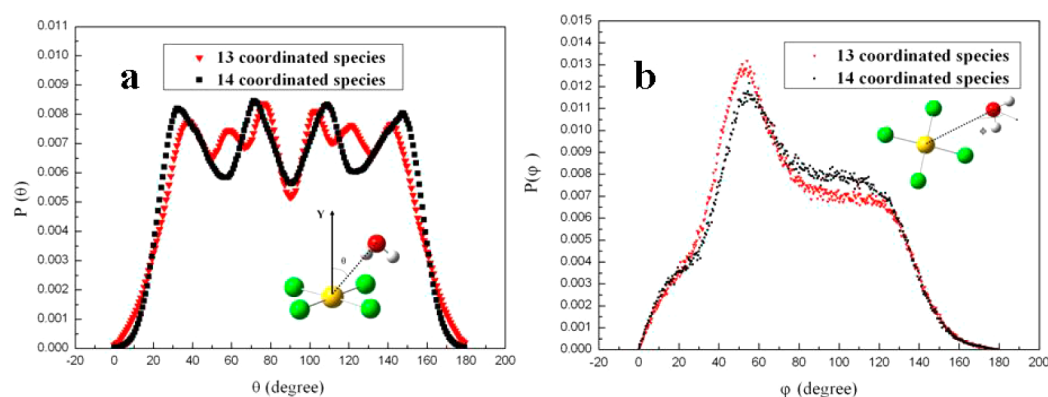 a
13 coordinated species
14 coordinated species
P (θ)
0.011
0.010
0.009
0.008
0.007
0.006
0.005
0.004
0.003
0.002
0.001
0.000
Y
θ
-20 0 20 40 60 80 100 120 140 160 180 200
θ (degree)
b
13 coordinated species
14 coordinated species
P(φ )
0.015
0.014
0.013
0.012
0.011
0.010
0.009
0.008
0.007
0.006
0.005
0.004
0.003
0.002
0.001
0.000
ϕ
-20 0 20 40 60 80 100 120 140 160 180 200
φ (degree)